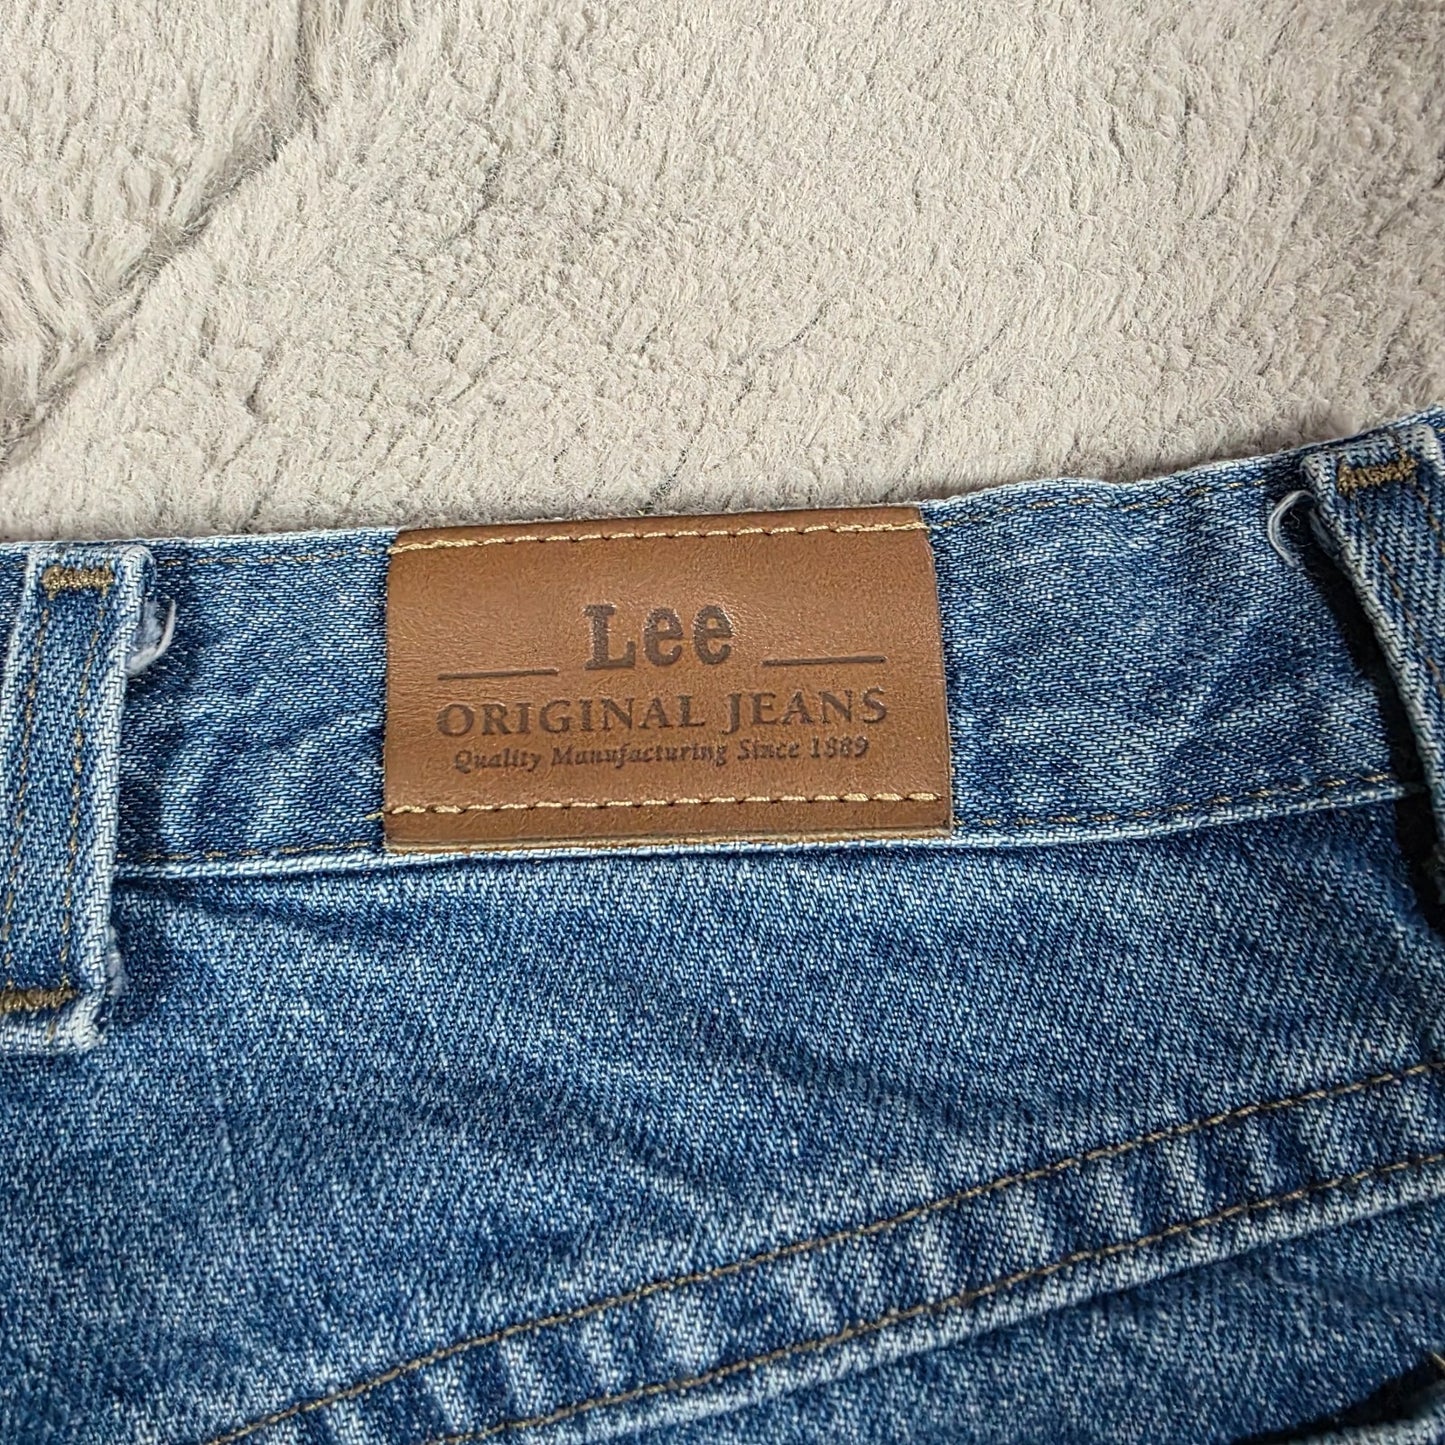 Lee
ORIGINAL JEANS
Quality Manufacturing Since 1889